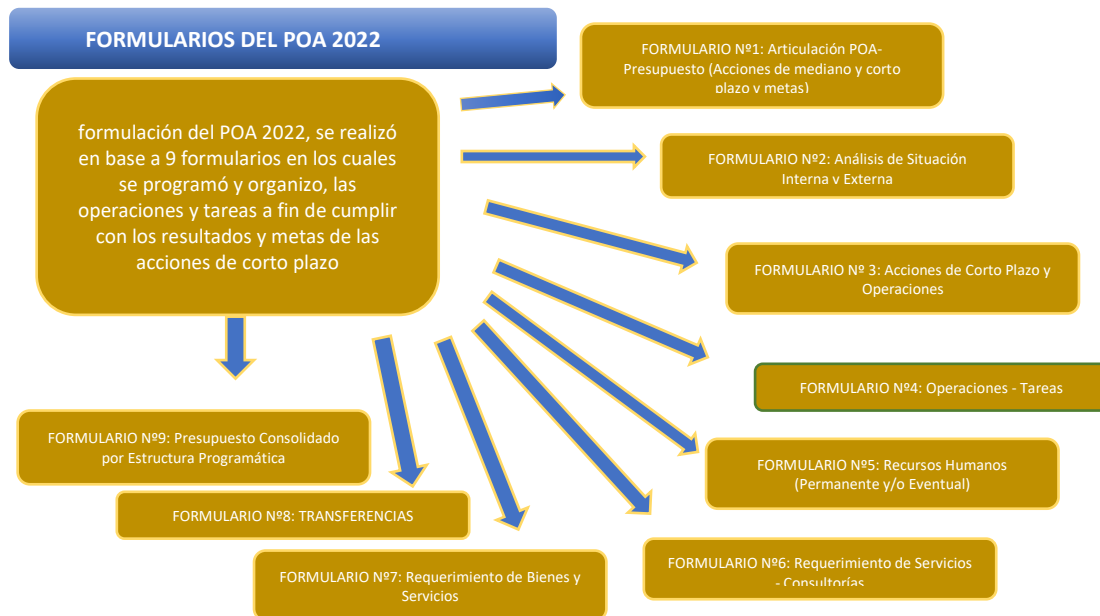 FORMULARIOS DEL POA 2022
formulación del POA 2022, se realizó
en base a 9 formularios en los cuales
se programó y organizo, las
operaciones y tareas a fin de cumplir
con los resultados y metas de las
acciones de corto plazo
FORMULARIO Nº1: Articulación POA-
Presupuesto (Acciones de mediano y corto
plazo y metas)
FORMULARIO Nº2: Análisis de Situación
Interna y Externa
FORMULARIO Nº 3: Acciones de Corto Plazo y
Operaciones
FORMULARIO Nº4: Operaciones - Tareas
FORMULARIO Nº5: Recursos Humanos
(Permanente y/o Eventual)
FORMULARIO Nº6: Requerimiento de Servicios
- Consultorías
FORMULARIO Nº7: Requerimiento de Bienes y
Servicios
FORMULARIO Nº8: TRANSFERENCIAS
FORMULARIO Nº9: Presupuesto Consolidado
por Estructura Programática